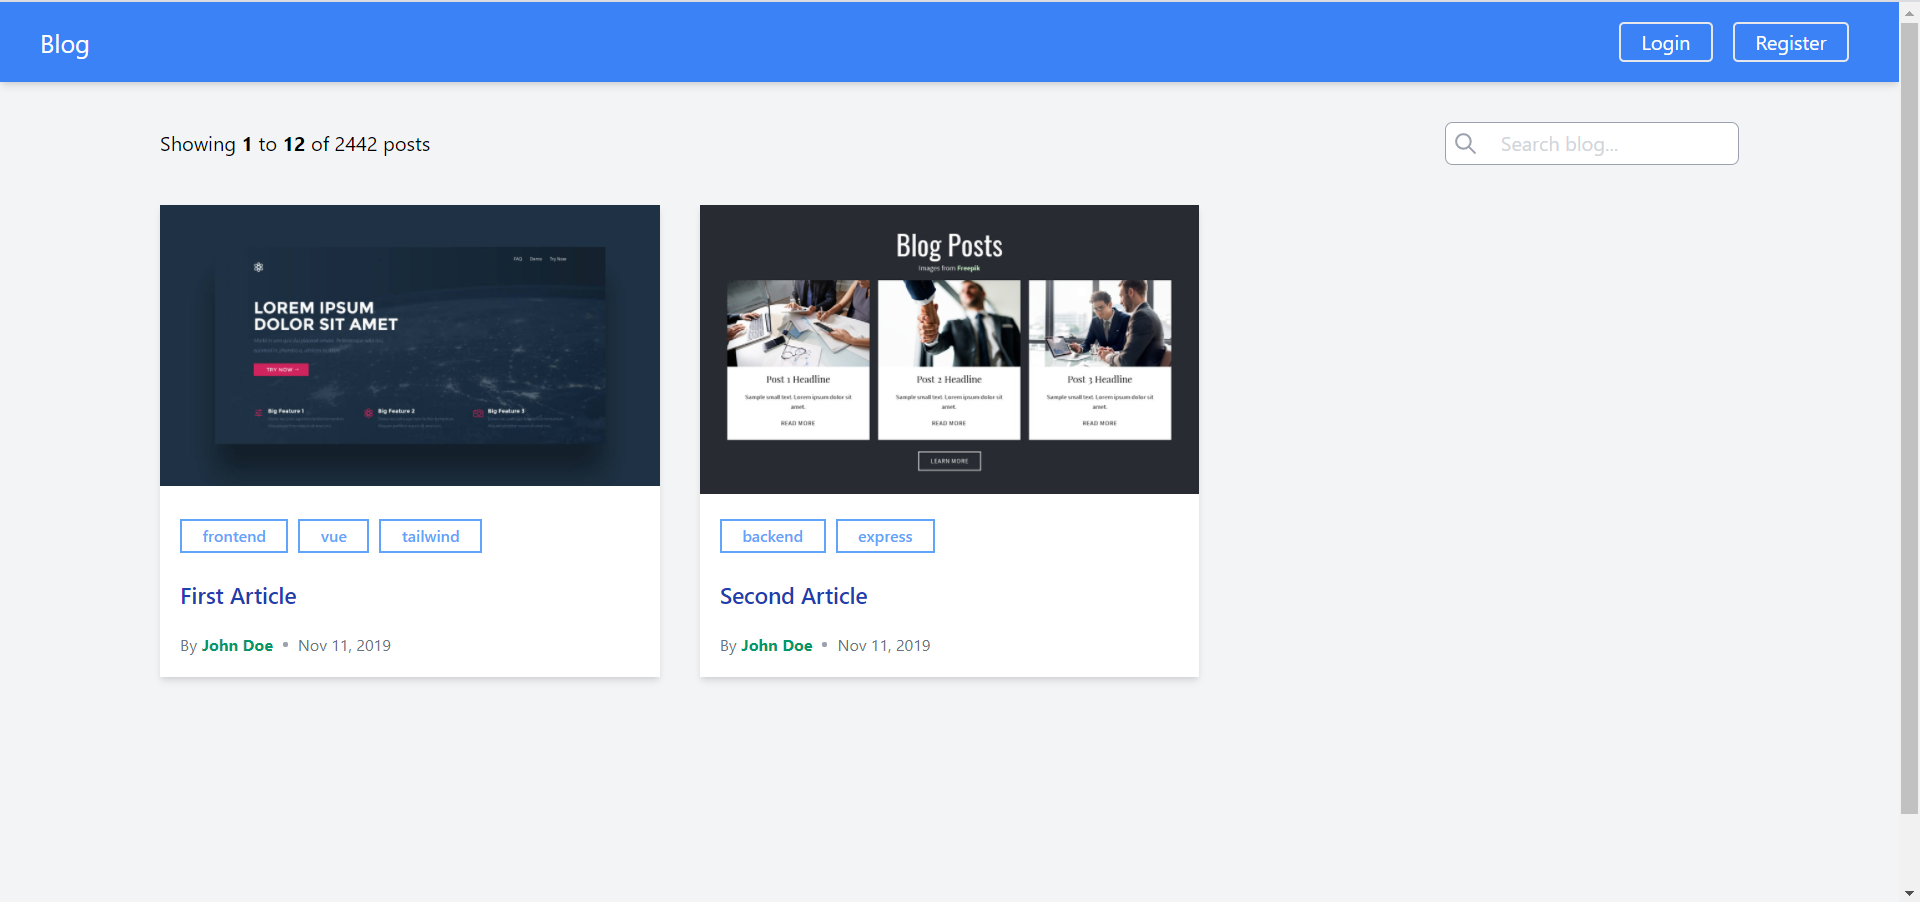 Blog
Login
Register
Showing 1 to 12 of 2442 posts
Search blog...
FAQ Demo Try Now
LOREM IPSUM
DOLOR SIT AMET
TRY NOW
Big Feature 1
Big Feature 2
Big Feature 3
frontend
vue
tailwind
First Article
By John Doe • Nov 11, 2019
Blog Posts
Images from Freepik
Post 1 Headline
Sample small text. Lorem ipsum dolor sit
amet.
READ MORE
Post 2 Headline
Sample small text. Lorem ipsum dolor sit
amet.
READ MORE
Post 3 Headline
Sample small text. Lorem ipsum dolor sit
amet.
READ MORE
LEARN MORE
backend
express
Second Article
By John Doe • Nov 11, 2019